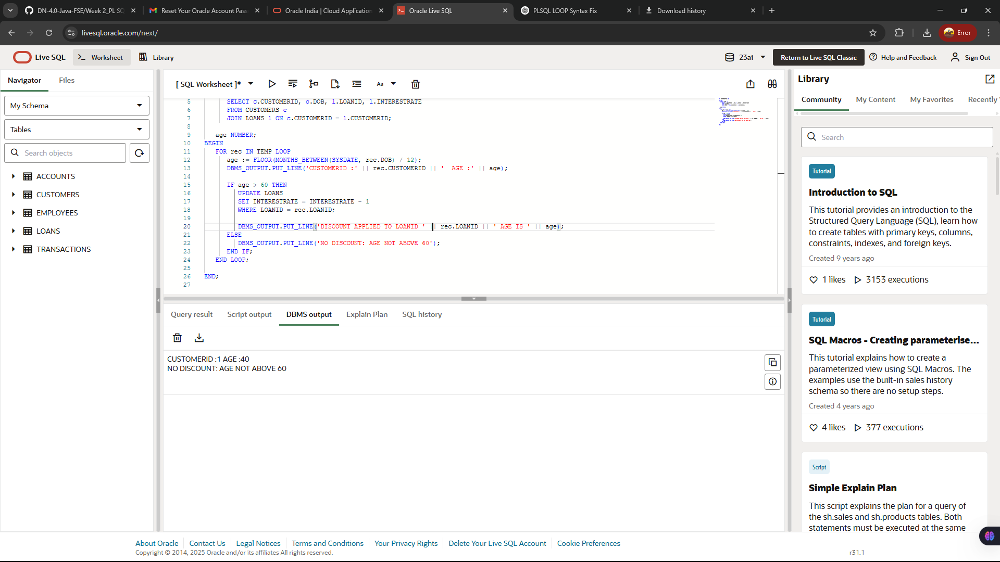 DN-4.0-Java-FSE/Week 2_PL SQ
Reset Your Oracle Account Pass
Oracle India | Cloud Application
Oracle Live SQL
PLSQL LOOP Syntax Fix
Download history
livesql.oracle.com/next/
Error
Live SQL
Worksheet
Library
23ai
Return to Live SQL Classic
Help and Feedback
Sign Out
Navigator
Files
My Schema
Tables
Search objects
ACCOUNTS
CUSTOMERS
EMPLOYEES
LOANS
TRANSACTIONS
[ SQL Worksheet ]*
Aa
5 SELECT c.CUSTOMERID, c.DOB, l.LOANID, l.INTERESTRATE
6 FROM CUSTOMERS c
7 JOIN LOANS l ON c.CUSTOMERID = l.CUSTOMERID;
8
9 age NUMBER;
10 BEGIN
11 FOR rec IN TEMP LOOP
12 age := FLOOR(MONTHS_BETWEEN(SYSDATE, rec.DOB) / 12);
13 DBMS_OUTPUT.PUT_LINE('CUSTOMERID :' || rec.CUSTOMERID || '  AGE :' || age);
14
15 IF age > 60 THEN
16 UPDATE LOANS
17 SET INTERESTRATE = INTERESTRATE - 1
18 WHERE LOANID = rec.LOANID;
19
20 DBMS_OUTPUT.PUT_LINE('DISCOUNT APPLIED TO LOANID ' || rec.LOANID || ' AGE IS ' || age);
21 ELSE
22 DBMS_OUTPUT.PUT_LINE('NO DISCOUNT: AGE NOT ABOVE 60');
23 END IF;
24 END LOOP;
25
26 END;
27
Query result
Script output
DBMS output
Explain Plan
SQL history
CUSTOMERID :1 AGE :40
NO DISCOUNT: AGE NOT ABOVE 60
Library
Community
My Content
My Favorites
Recently
Search
Tutorial
Introduction to SQL
This tutorial provides an introduction to the
Structured Query Language (SQL), learn how
to create tables with primary keys, columns,
constraints, indexes, and foreign keys.
Created 9 years ago
1 likes
3153 executions
Tutorial
SQL Macros - Creating parameterise...
This tutorial explains how to create a
parameterized view using SQL Macros. The
examples use the built-in sales history
schema so there are no setup steps.
Created 4 years ago
4 likes
377 executions
Script
Simple Explain Plan
This script explains the plan for a query of
the sh.sales and sh.products tables. Both
statements must be executed at the same
About Oracle
Contact Us
Legal Notices
Terms and Conditions
Your Privacy Rights
Delete Your Live SQL Account
Cookie Preferences
Copyright © 2014, 2025 Oracle and/or its affiliates All rights reserved.
r31.1